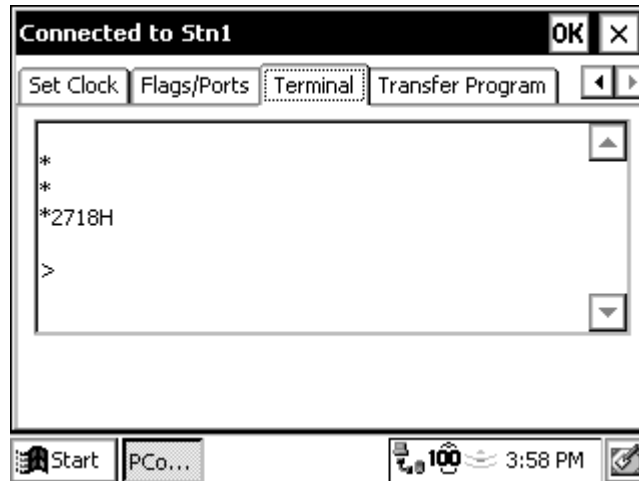 Connected to Stn1 OK ×
Set Clock Flags/Ports Terminal Transfer Program
*
*
*2718H
>
Start PCo... 100 3:58 PM